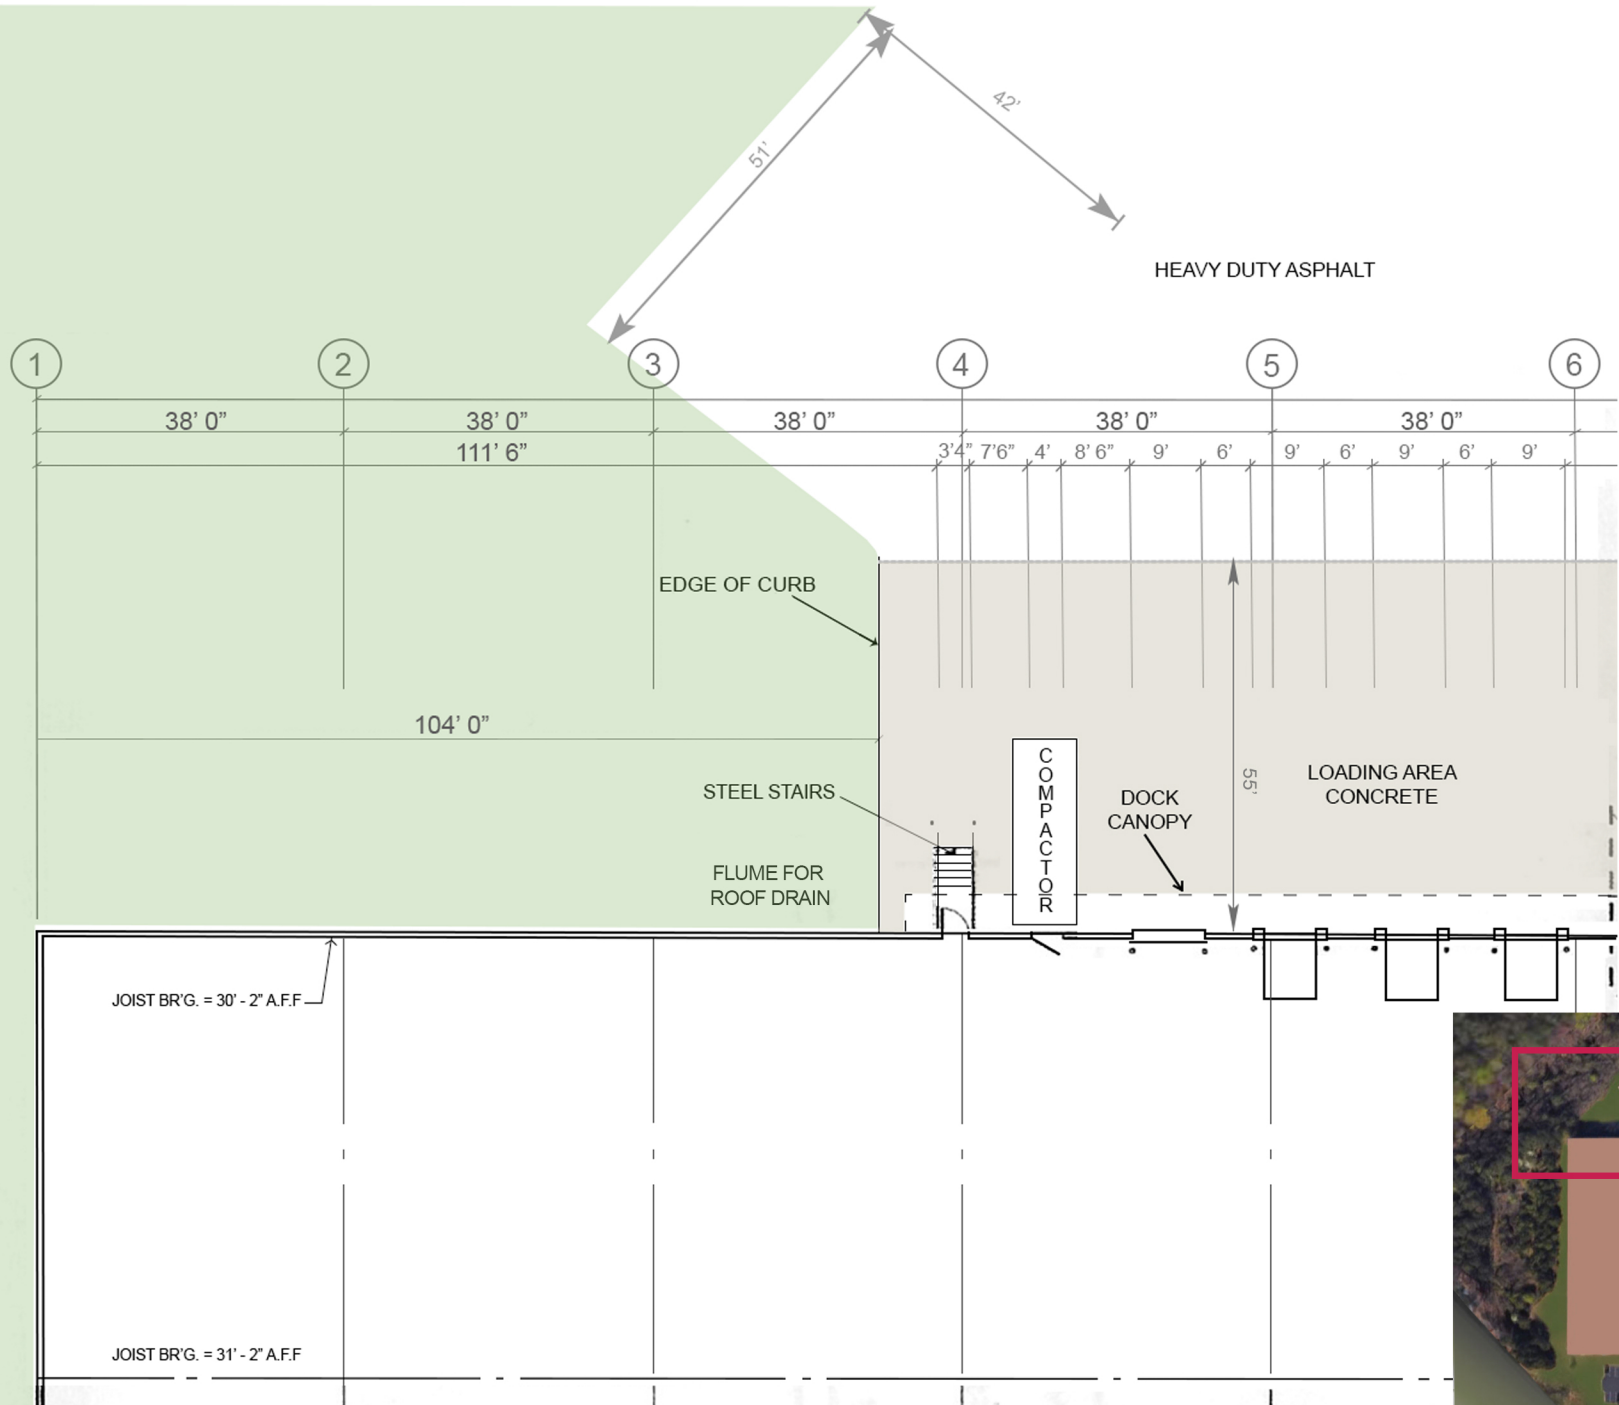 42’
51’
HEAVY DUTY ASPHALT
1 2 3 4 5 6
38’ 0” 38’ 0” 38’ 0” 38’ 0” 38’ 0”
111’ 6” 3’4” 7’6” 4’ 8’ 6” 9’ 6’ 9’ 6’ 9’ 6’ 9’
EDGE OF CURB
104’ 0”
STEEL STAIRS
FLUME FOR
ROOF DRAIN
COMPACTOR
DOCK
CANOPY
55’
LOADING AREA
CONCRETE
JOIST BR’G. = 30’ - 2” A.F.F
JOIST BR’G. = 31’ - 2” A.F.F